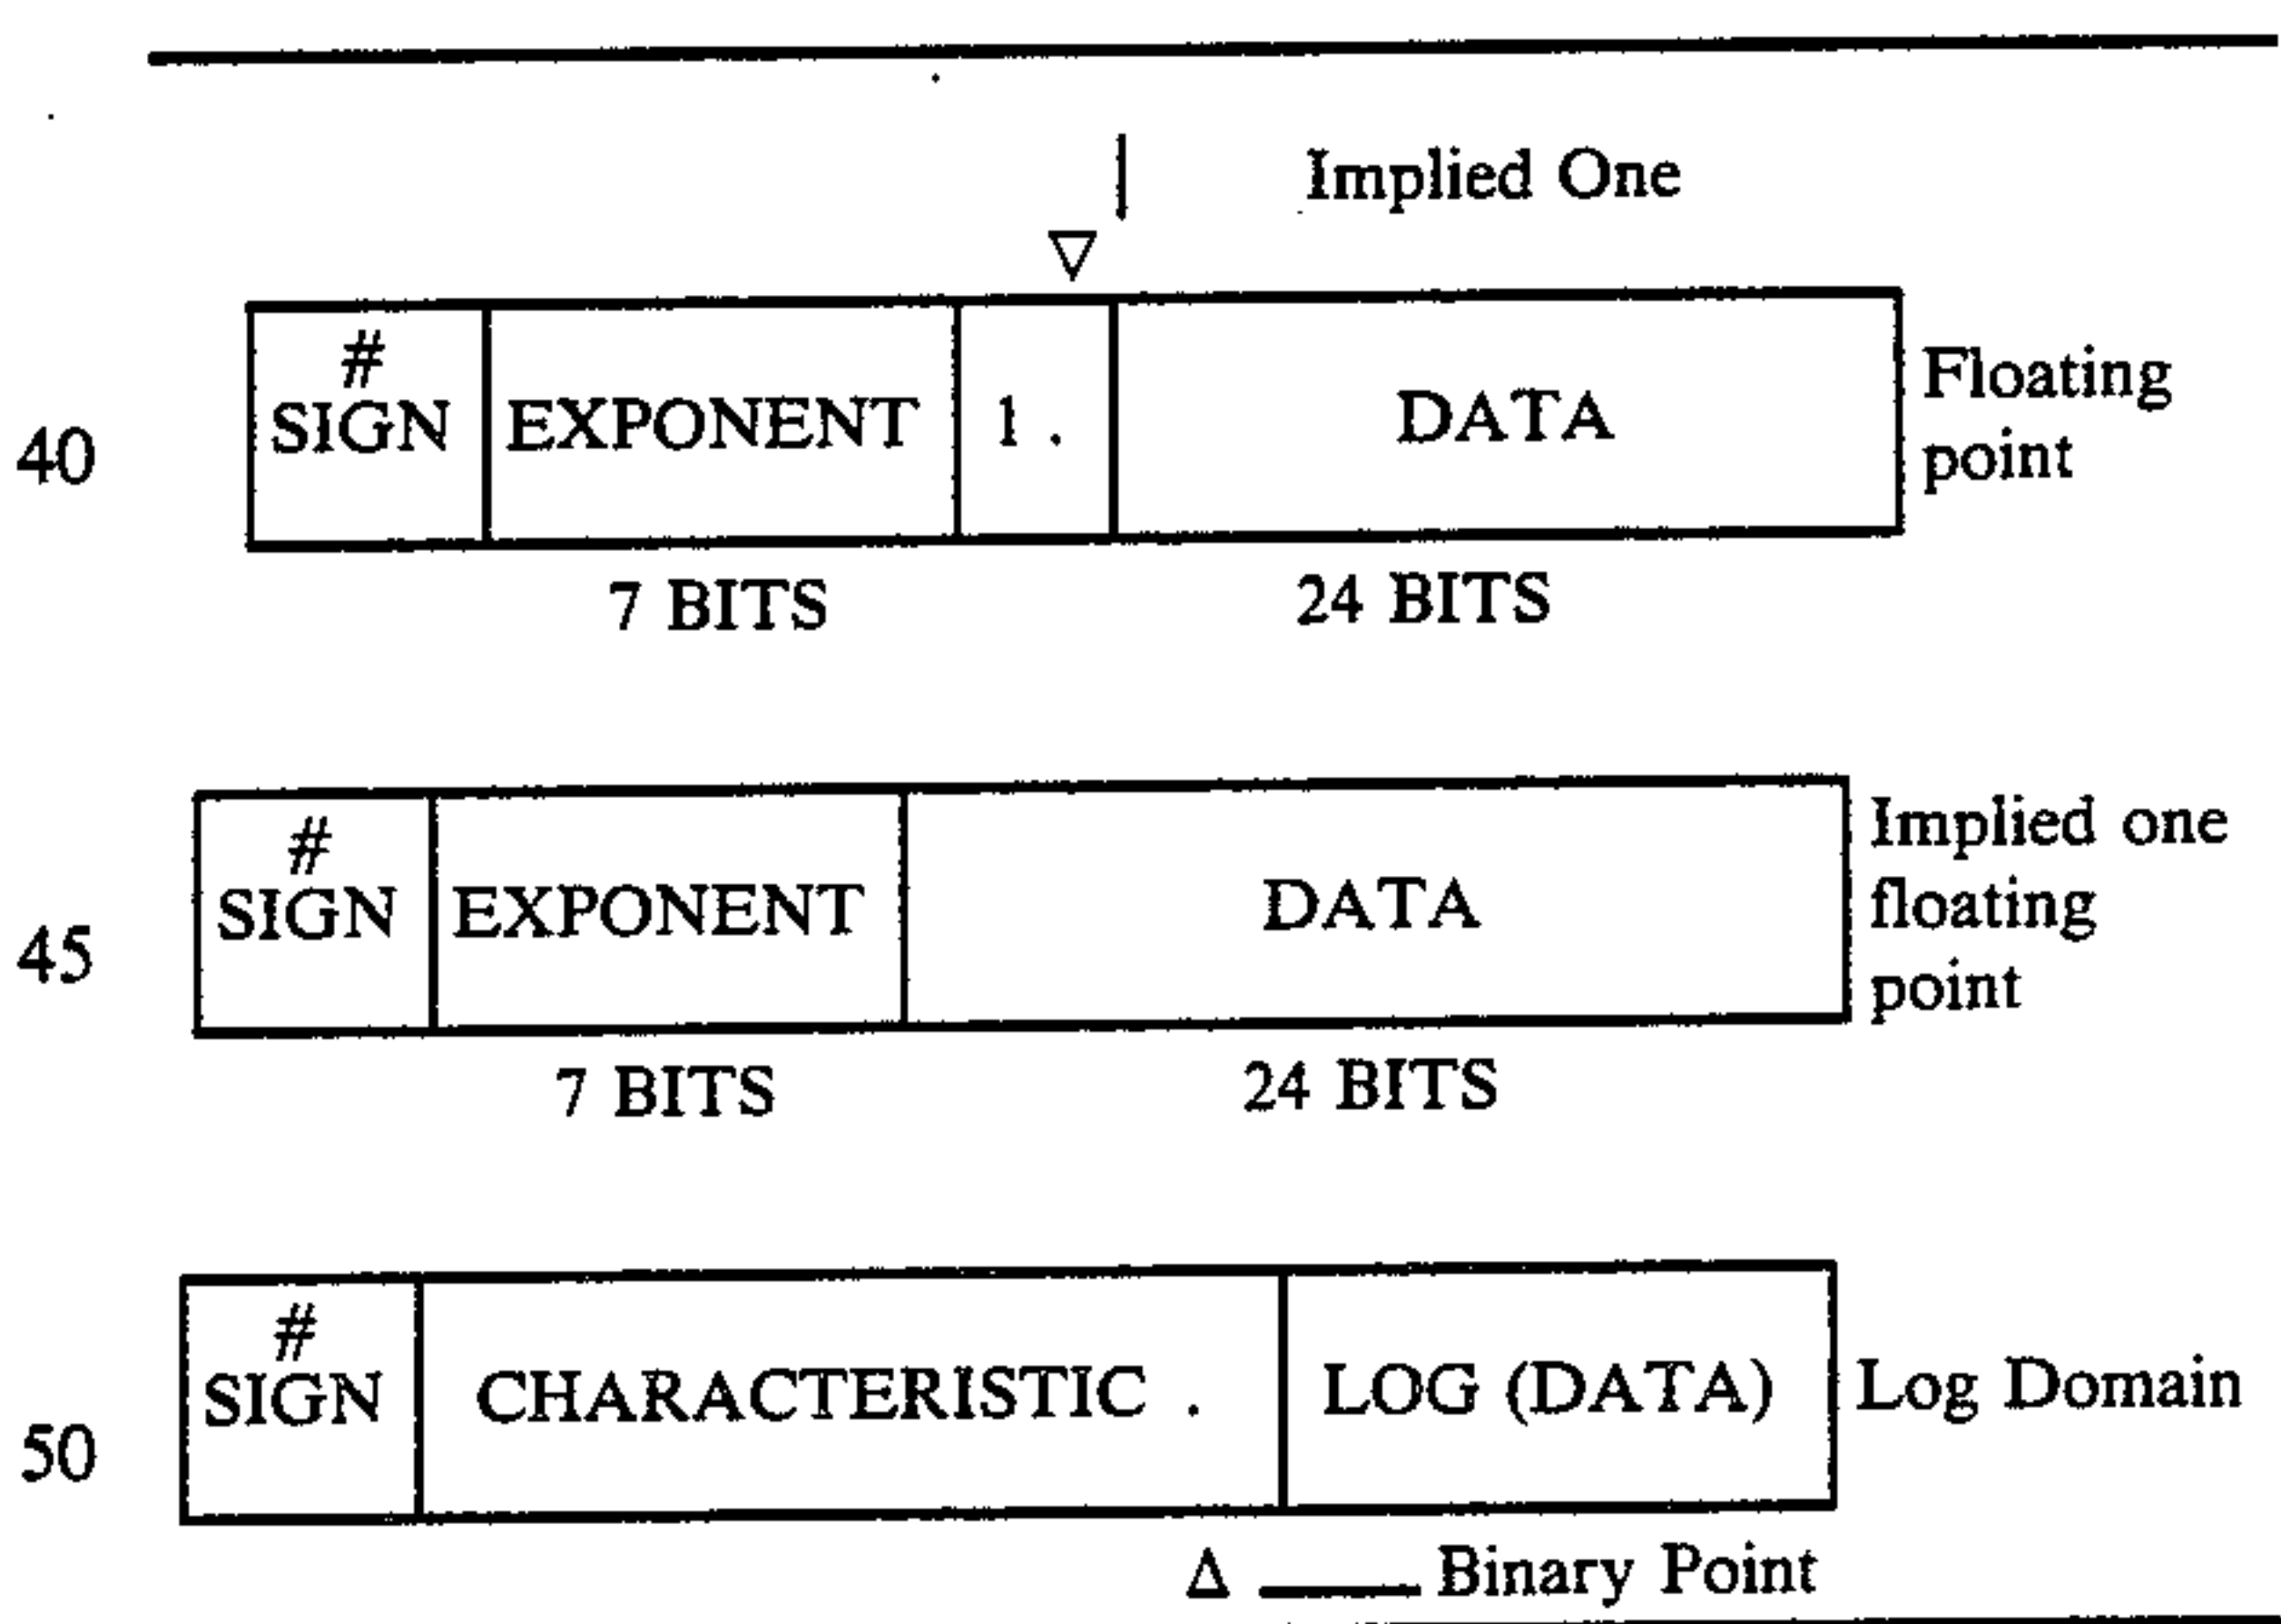 Implied One
#
40 SIGN EXPONENT 1 . DATA Floating point
7 BITS 24 BITS
#
45 SIGN EXPONENT DATA Implied one floating point
7 BITS 24 BITS
#
50 SIGN CHARACTERISTIC . LOG (DATA) Log Domain
Δ Binary Point